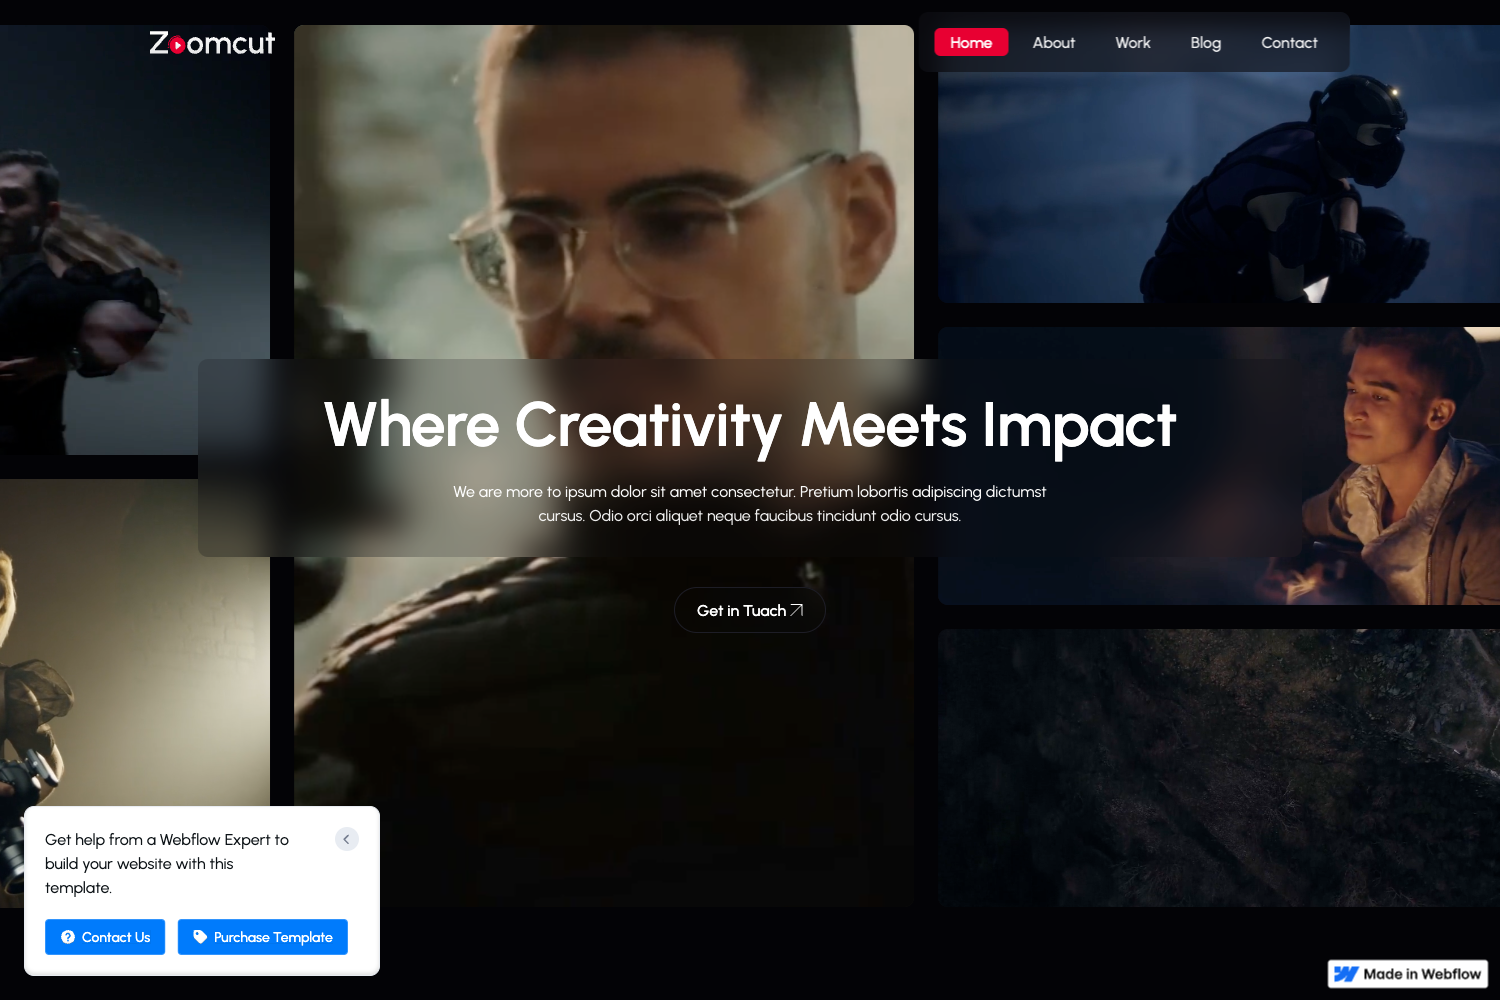 Zoomcut
Home
About
Work
Blog
Contact
Where Creativity Meets Impact
We are more to ipsum dolor sit amet consectetur. Pretium lobortis adipiscing dictumst
cursus. Odio orci aliquet neque faucibus tincidunt odio cursus.
Get in Tuach
Get help from a Webflow Expert to
build your website with this
template.
Contact Us
Purchase Template
Made in Webflow